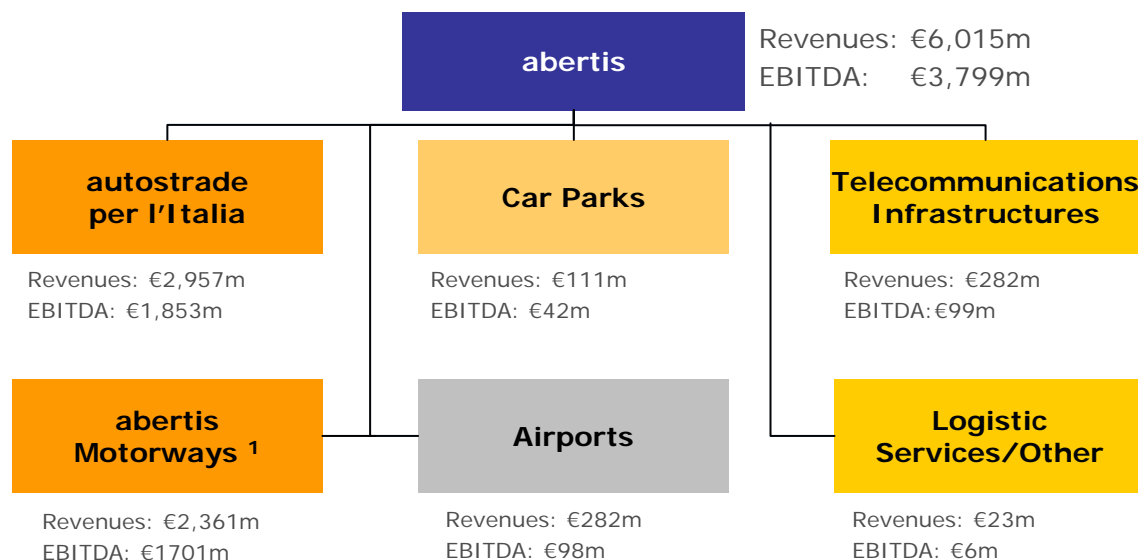 abertis
Revenues: €6,015m
EBITDA: €3,799m
autostrade
per l'Italia
Revenues: €2,957m
EBITDA: €1,853m
Car Parks
Revenues: €111m
EBITDA: €42m
Telecommunications
Infrastructures
Revenues: €282m
EBITDA:€99m
abertis
Motorways ¹
Revenues: €2,361m
EBITDA: €1701m
Airports
Revenues: €282m
EBITDA: €98m
Logistic
Services/Other
Revenues: €23m
EBITDA: €6m